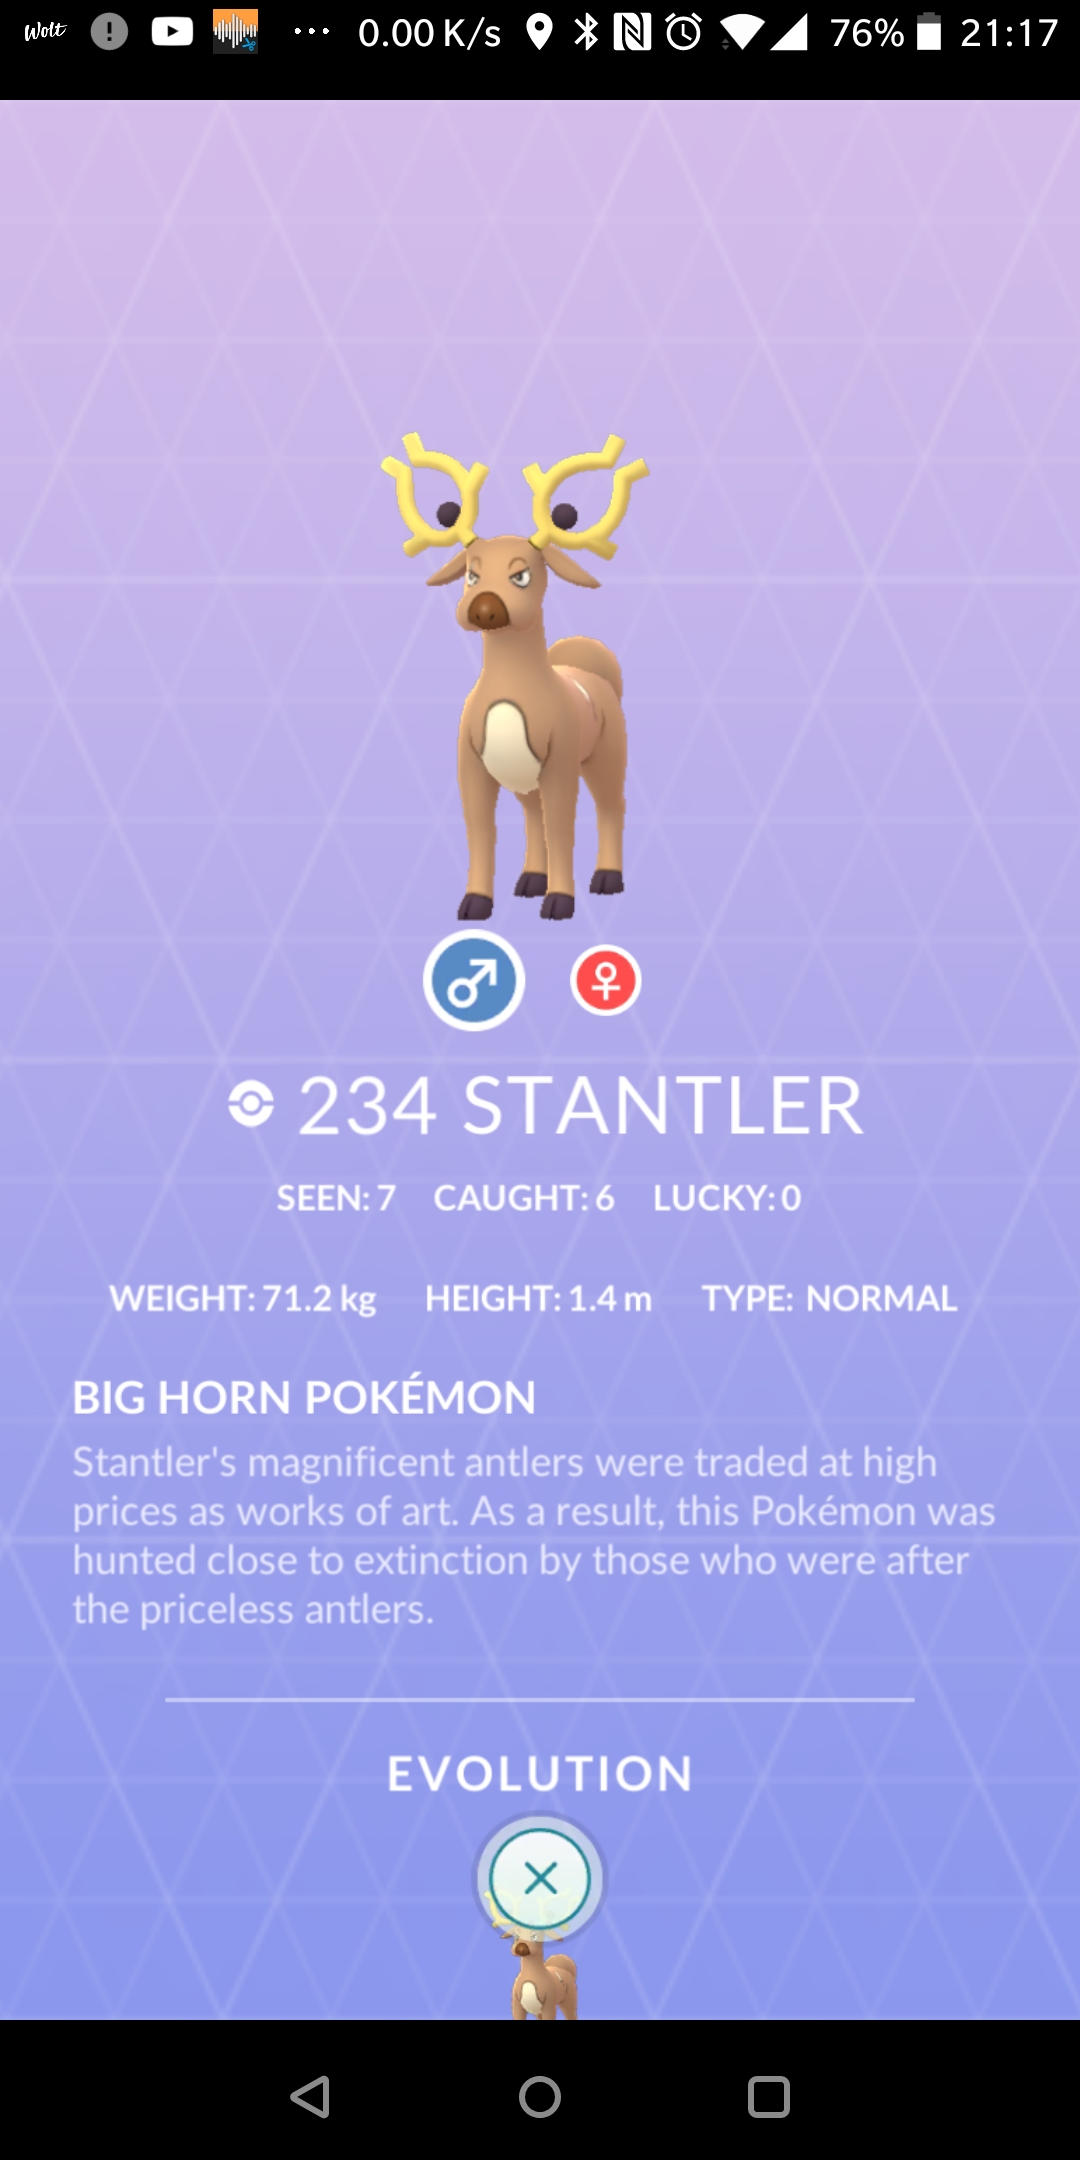 Wolt 0.00 K/s 76% 21:17
234 STANTLER
SEEN: 7 CAUGHT: 6 LUCKY: 0
WEIGHT: 71.2 kg HEIGHT: 1.4 m TYPE: NORMAL
BIG HORN POKÉMON
Stantler's magnificent antlers were traded at high
prices as works of art. As a result, this Pokémon was
hunted close to extinction by those who were after
the priceless antlers.
EVOLUTION